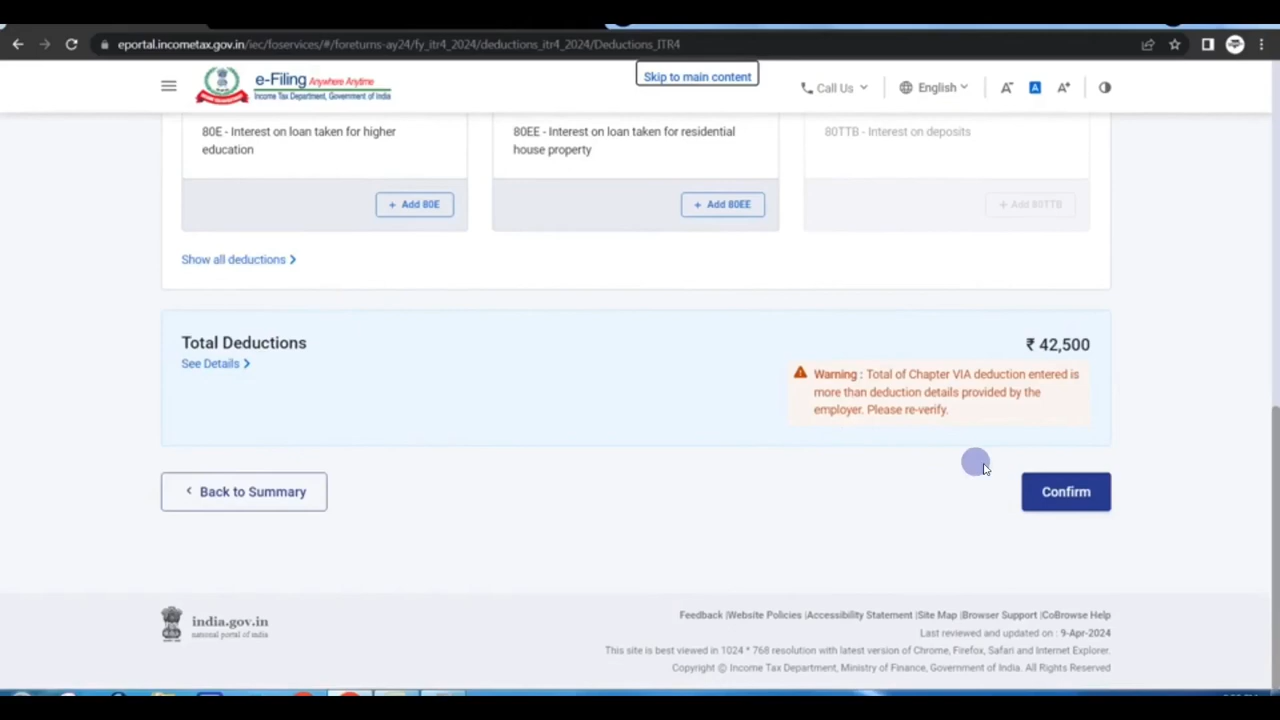 eportal.incometax.gov.in/iec/foservices/#/foreturns-ay24/fy_itr4_2024/deductions_itr4_2024/Deductions_ITR4
e-Filing Anywhere Anytime
Income Tax Department, Government of India
Skip to main content
Call Us
English
A-
A
A+
80E - Interest on loan taken for higher
education
80EE - Interest on loan taken for residential
house property
80TTB - Interest on deposits
+ Add 80E
+ Add 80EE
+ Add 80TTB
Show all deductions >
Total Deductions
₹ 42,500
See Details >
Warning : Total of Chapter VIA deduction entered is
more than deduction details provided by the
employer. Please re-verify.
< Back to Summary
Confirm
india.gov.in
national portal of india
Feedback |Website Policies |Accessibility Statement |Site Map |Browser Support |CoBrowse Help
Last reviewed and updated on : 9-Apr-2024
This site is best viewed in 1024 * 768 resolution with latest version of Chrome, Firefox, Safari and Internet Explorer.
Copyright © Income Tax Department, Ministry of Finance, Government of India. All Rights Reserved